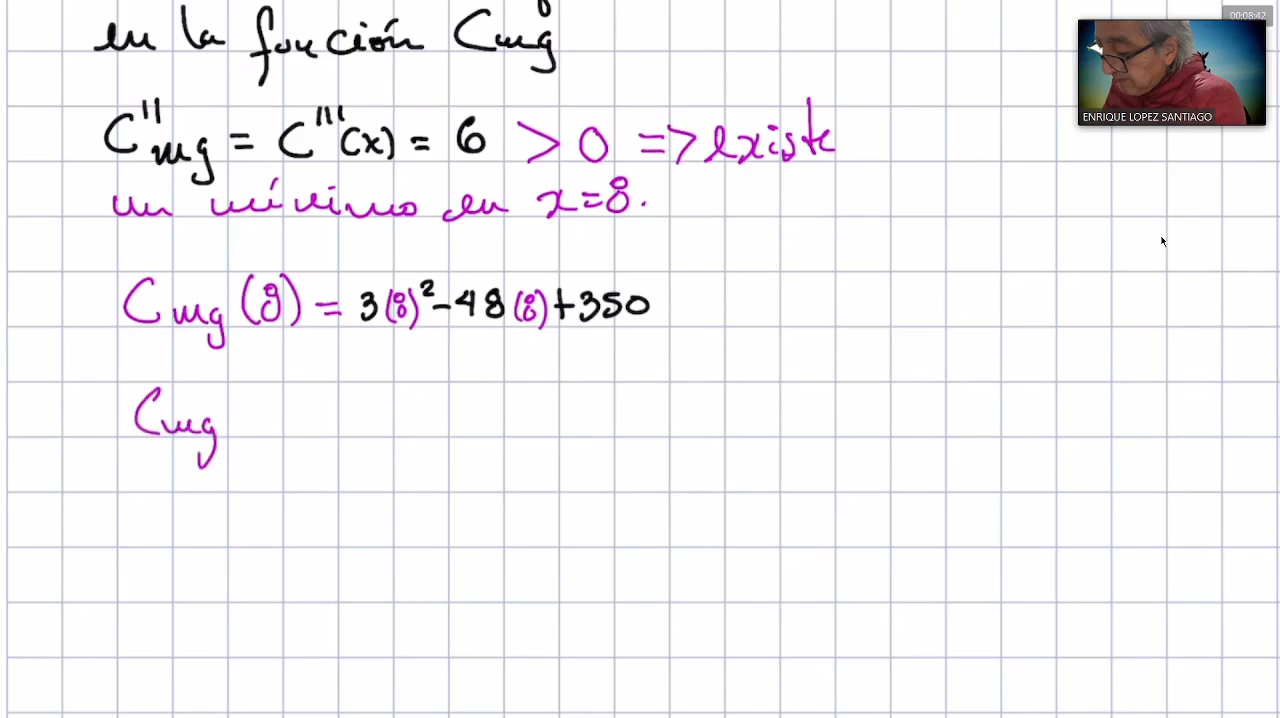 00:08:42
en la función Cmg
ENRIQUE LOPEZ SANTIAGO
C''mg = C'''(x) = 6 > 0 => existe
un mínimo en x=8.
Cmg(8) = 3(8)²-48(8)+350
Cmg